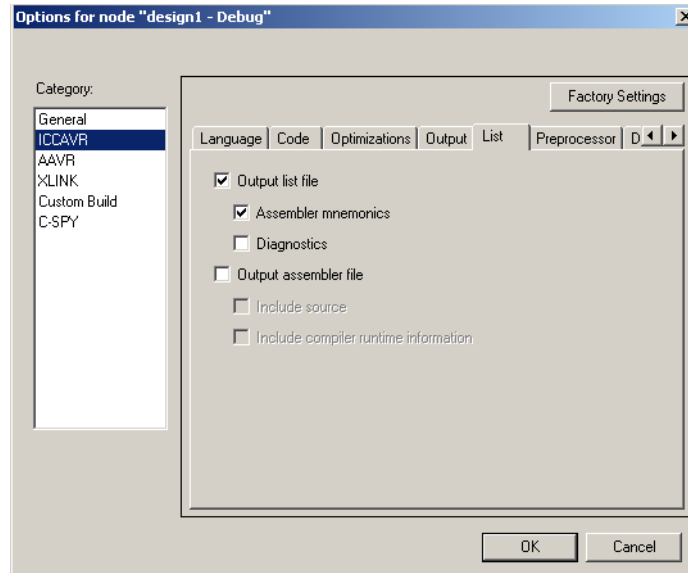 Options for node "design1 - Debug"
Category:
General
ICCAVR
AAVR
XLINK
Custom Build
C-SPY
Factory Settings
Language Code Optimizations Output List Preprocessor D
Output list file
Assembler mnemonics
Diagnostics
Output assembler file
Include source
Include compiler runtime information
OK Cancel